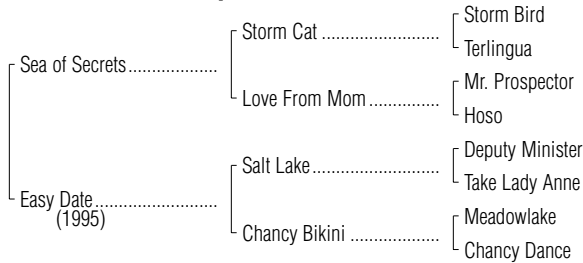 Storm Bird
Storm Cat ........................
Terlingua
Sea of Secrets..................
Mr. Prospector
Love From Mom ..............
Hoso
Deputy Minister
Salt Lake..........................
Take Lady Anne
Easy Date.........................
(1995)
Meadowlake
Chancy Bikini ..................
Chancy Dance